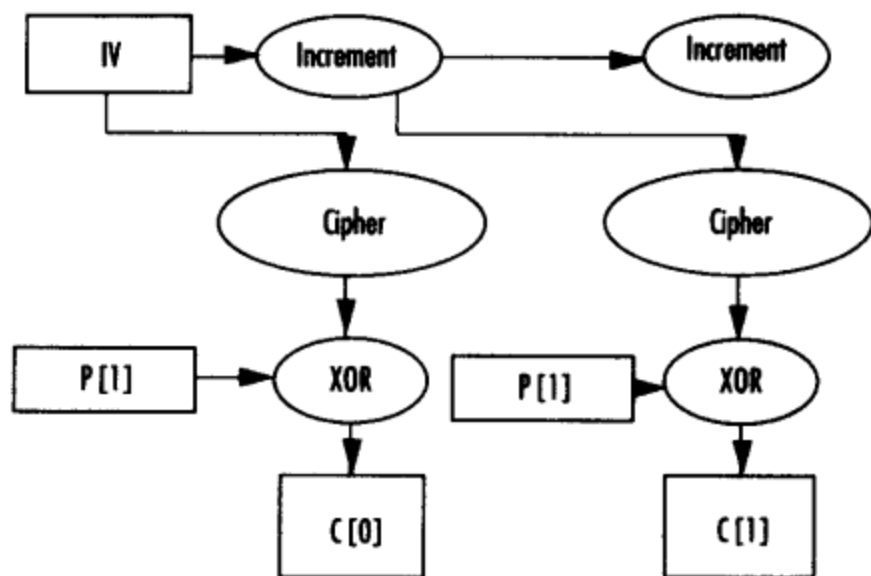 IV
Increment
Increment
Cipher
Cipher
P[1]
XOR
P[1]
XOR
C[0]
C[1]